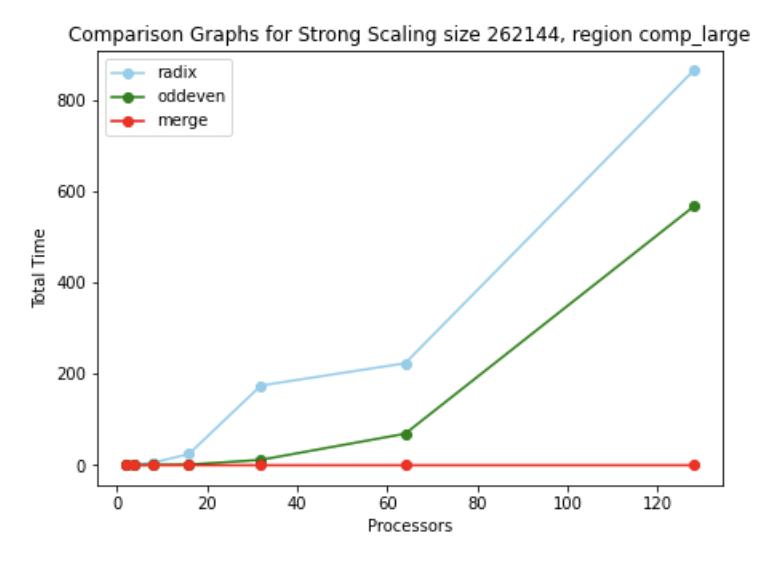 Comparison Graphs for Strong Scaling size 262144, region comp_large
radix
oddeven
merge
800
600
400
200
0
Total Time
0 20 40 60 80 100 120
Processors